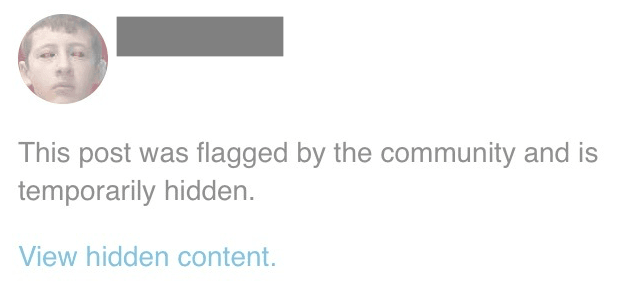 This post was flagged by the community and is
temporarily hidden.
View hidden content.